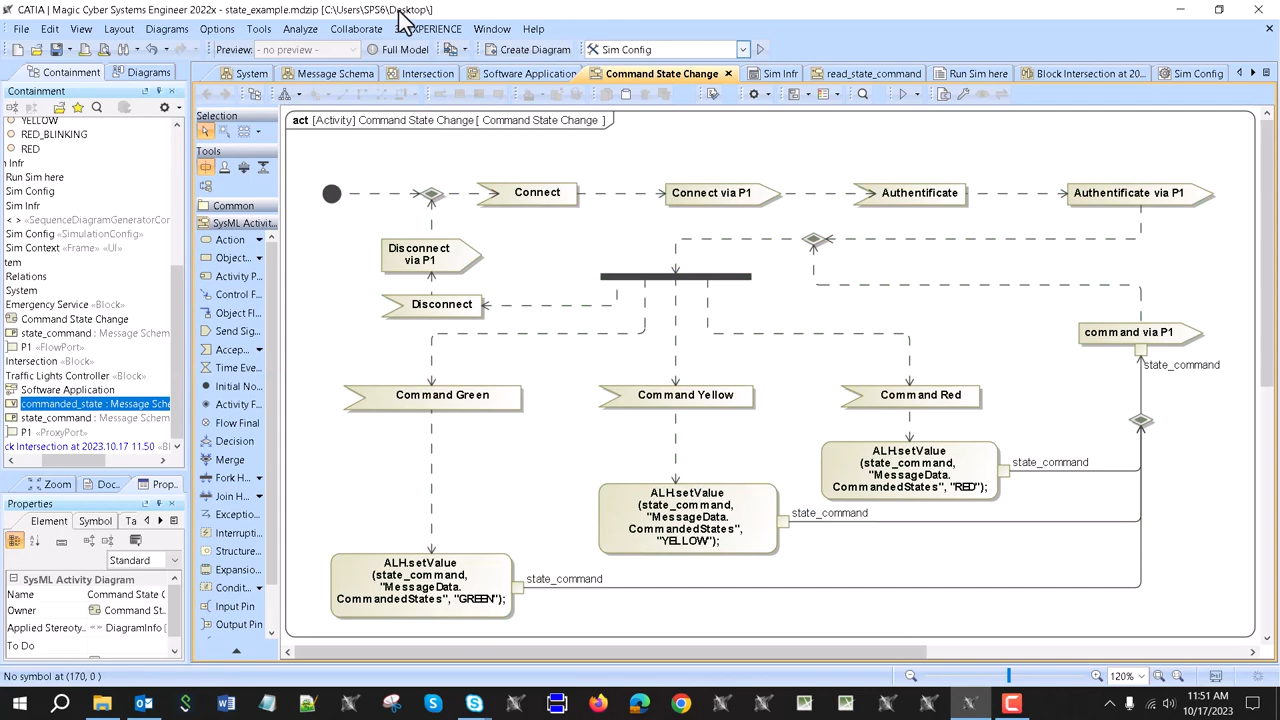 CATIA | Magic Cyber Systems Engineer 2022x - state_example.mdzip [C:\Users\SPS6\Desktop\]
File Edit View Layout Diagrams Options Tools Analyze Collaborate 3DEXPERIENCE Window Help
Preview: - no preview - Full Model Create Diagram Sim Config
Containment Diagrams
System Message Schema Intersection Software Application Command State Change Sim Infr read_state_command Run Sim here Block Intersection at 20... Sim Config
Containment
YELLOW
RED_BLINKING
RED
n Infr
Run Sim here
Sim Config
Sim Infr
< > «SequenceDiagramGeneratorCor
Sim Config «SimulationConfig»
Sim Context «Frame» «UI»
tem
Relations
System
Emergency Service «Block»
Command State Change
state_command : Message Schem
P1 «FlowPort»
Intersection «Block»
Traffic Lights Controller «Block»
Software Application
commanded_state : Message Sche
state_command : Message Schem
P1 «ProxyPort»
ck Intersection at 2023.10.17 11.50
Zoom Doc... Prop...
Properties
Element Symbol Ta
Standard
SysML Activity Diagram
Name Command State C
Owner Command St...
Applied Stereoty... DiagramInfo [
To Do
Selection
Tools
Common
SysML Activit...
Action
Object...
Activity P...
Control F...
Object Fl...
Send Sig...
Accep...
Time Eve...
Initial No...
Activity F...
Flow Final
Decision
Merge
Fork H...
Join H...
Exceptio...
Interrupti...
Structure...
Expansio...
Condit...
Input Pin
Output Pin
act [Activity] Command State Change [ Command State Change ]
Connect
Connect via P1
Authentificate
Authentificate via P1
Disconnect
via P1
Disconnect
command via P1
state_command
Command Green
Command Yellow
Command Red
ALH.setValue
(state_command,
"MessageData.
CommandedStates", "RED");
state_command
ALH.setValue
(state_command,
"MessageData.
CommandedStates",
"YELLOW");
state_command
ALH.setValue
(state_command,
"MessageData.
CommandedStates", "GREEN");
state_command
No symbol at (170, 0)
120%
11:51 AM
10/17/2023